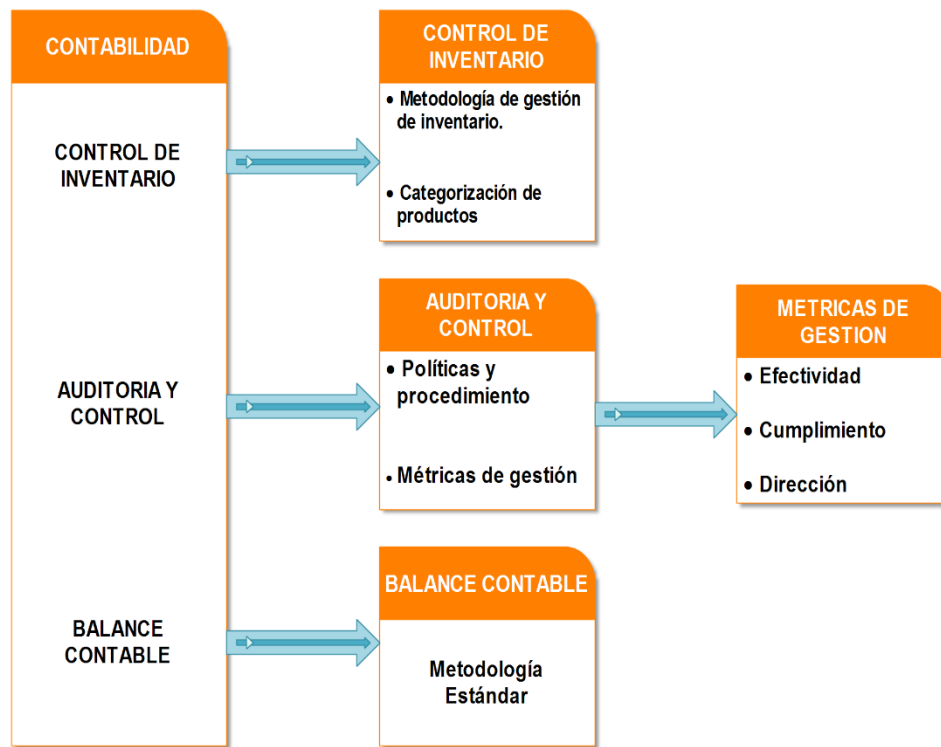 CONTABILIDAD
CONTROL DE
INVENTARIO
AUDITORIA Y
CONTROL
BALANCE
CONTABLE
CONTROL DE
INVENTARIO
• Metodología de gestión
de inventario.
• Categorización de
productos
AUDITORIA Y
CONTROL
• Políticas y
procedimiento
• Métricas de gestión
METRICAS DE
GESTION
• Efectividad
• Cumplimiento
• Dirección
BALANCE CONTABLE
Metodología
Estándar